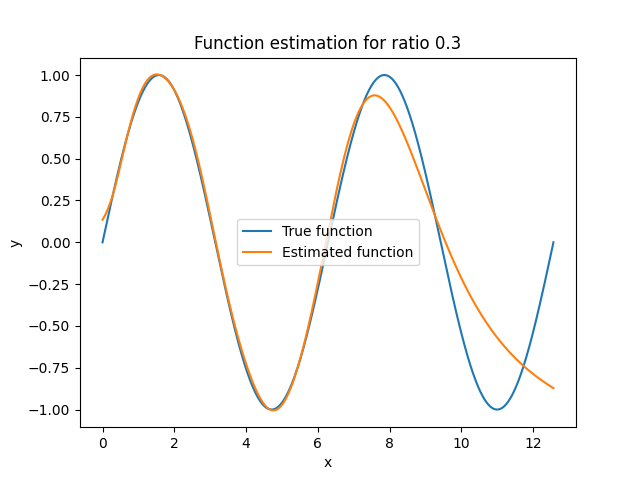 Function estimation for ratio 0.3
1.00
0.75
0.50
0.25
0.00
−0.25
−0.50
−0.75
−1.00
y
True function
Estimated function
0 2 4 6 8 10 12
x